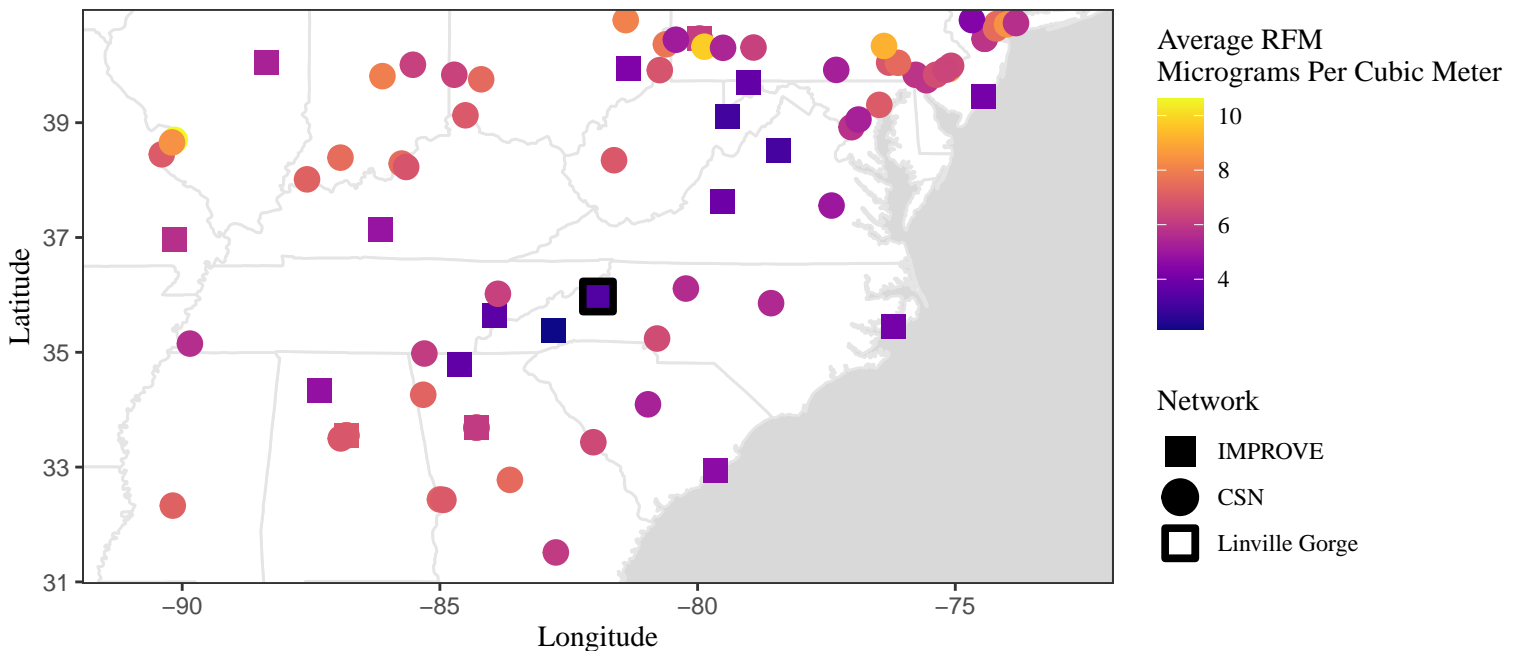 Average RFM
Micrograms Per Cubic Meter
10
8
6
4
Network
IMPROVE
CSN
Linville Gorge
Latitude
39
37
35
33
31
−90
−85
−80
−75
Longitude